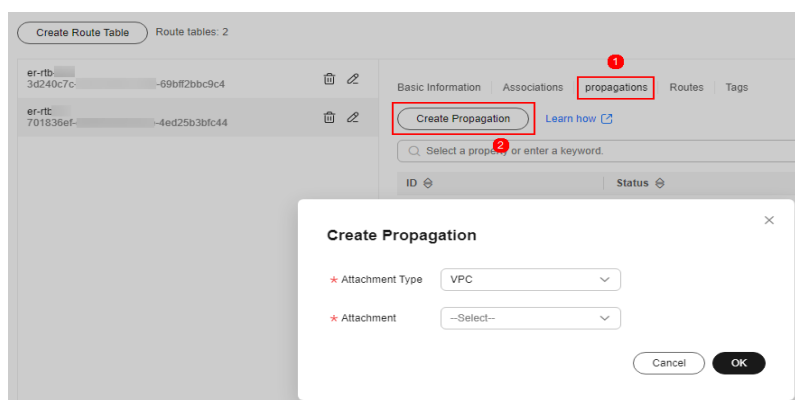 Create Route Table Route tables: 2
er-rtb-
3d240c7c- -69bff2bbc9c4
er-rtb
701836ef- -4ed25b3bfc44
1
Basic Information Associations propagations Routes Tags
Create Propagation Learn how
2
Select a property or enter a keyword.
ID Status
Create Propagation
* Attachment Type VPC
* Attachment --Select--
Cancel OK